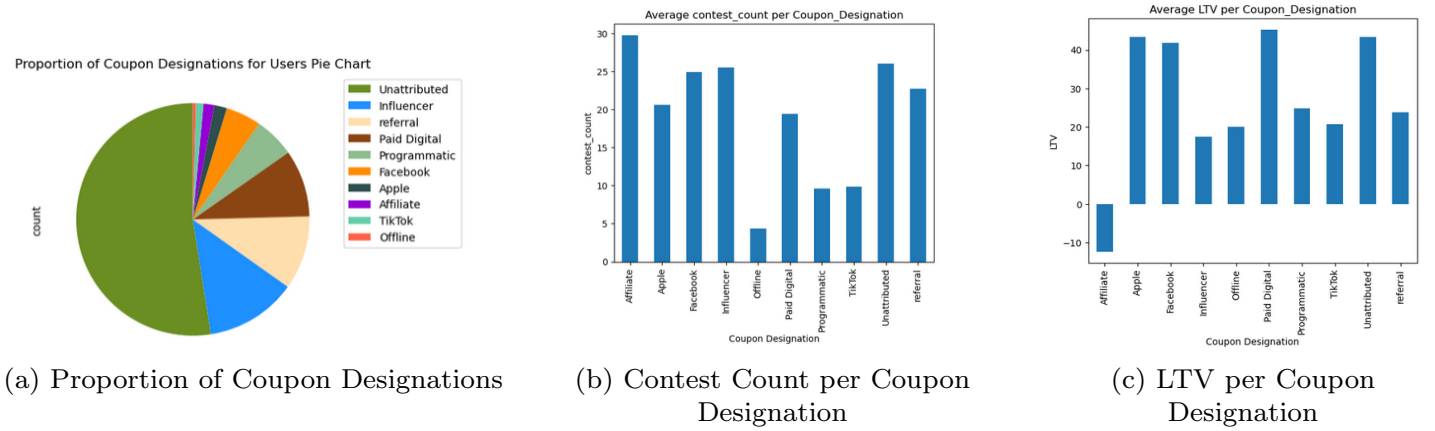 Proportion of Coupon Designations for Users Pie Chart
count
Unattributed
Influencer
referral
Paid Digital
Programmatic
Facebook
Apple
Affiliate
TikTok
Offline
(a) Proportion of Coupon Designations
Average contest_count per Coupon_Designation
contest_count
30
25
20
15
10
5
0
Affiliate
Apple
Facebook
Influencer
Offline
Paid Digital
Programmatic
TikTok
Unattributed
referral
Coupon Designation
(b) Contest Count per Coupon
Designation
Average LTV per Coupon_Designation
LTV
40
30
20
10
0
−10
Affiliate
Apple
Facebook
Influencer
Offline
Paid Digital
Programmatic
TikTok
Unattributed
referral
Coupon Designation
(c) LTV per Coupon
Designation